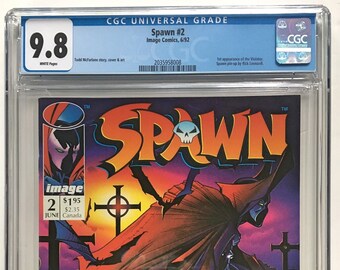 CGC UNIVERSAL GRADE
9.8
WHITE Pages
Spawn #2
Image Comics, 6/92
Todd McFarlane story, cover & art
2035958008
1st appearance of the Violator.
CGC
SPAWN
TM
image
2
JUNE
$1.95
$2.35
Canada